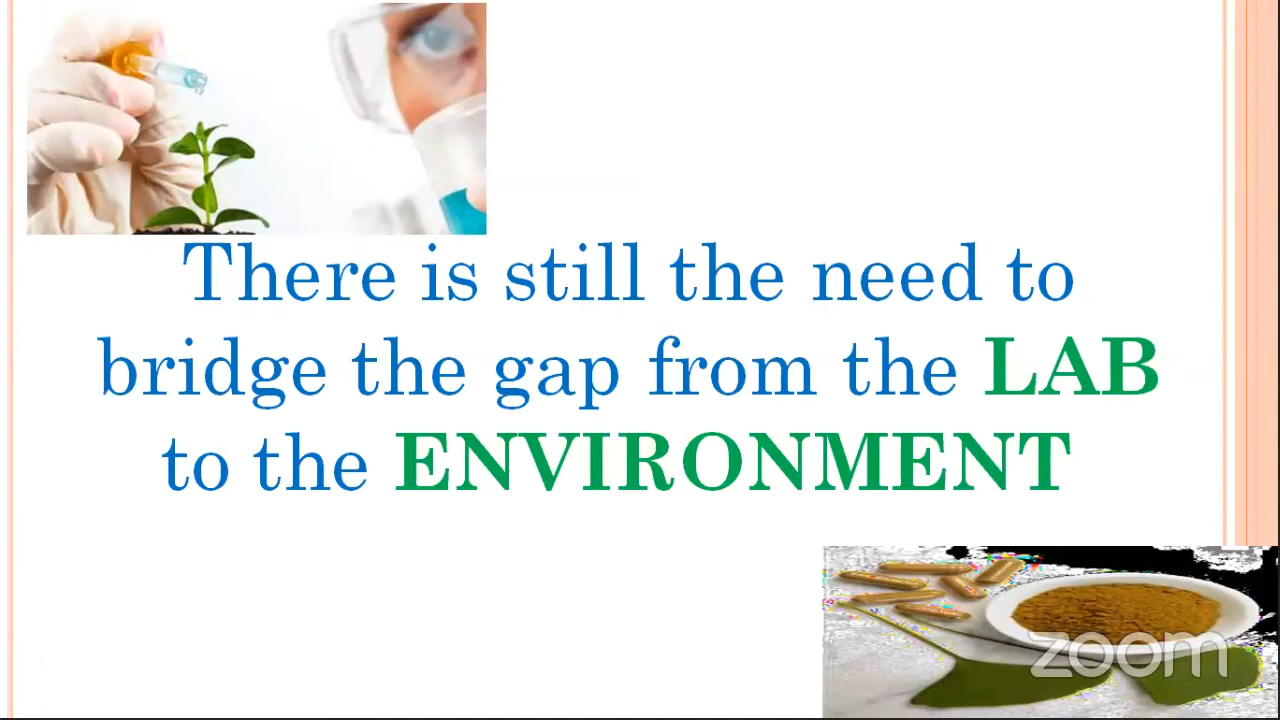 There is still the need to
bridge the gap from the LAB
to the ENVIRONMENT
zoom